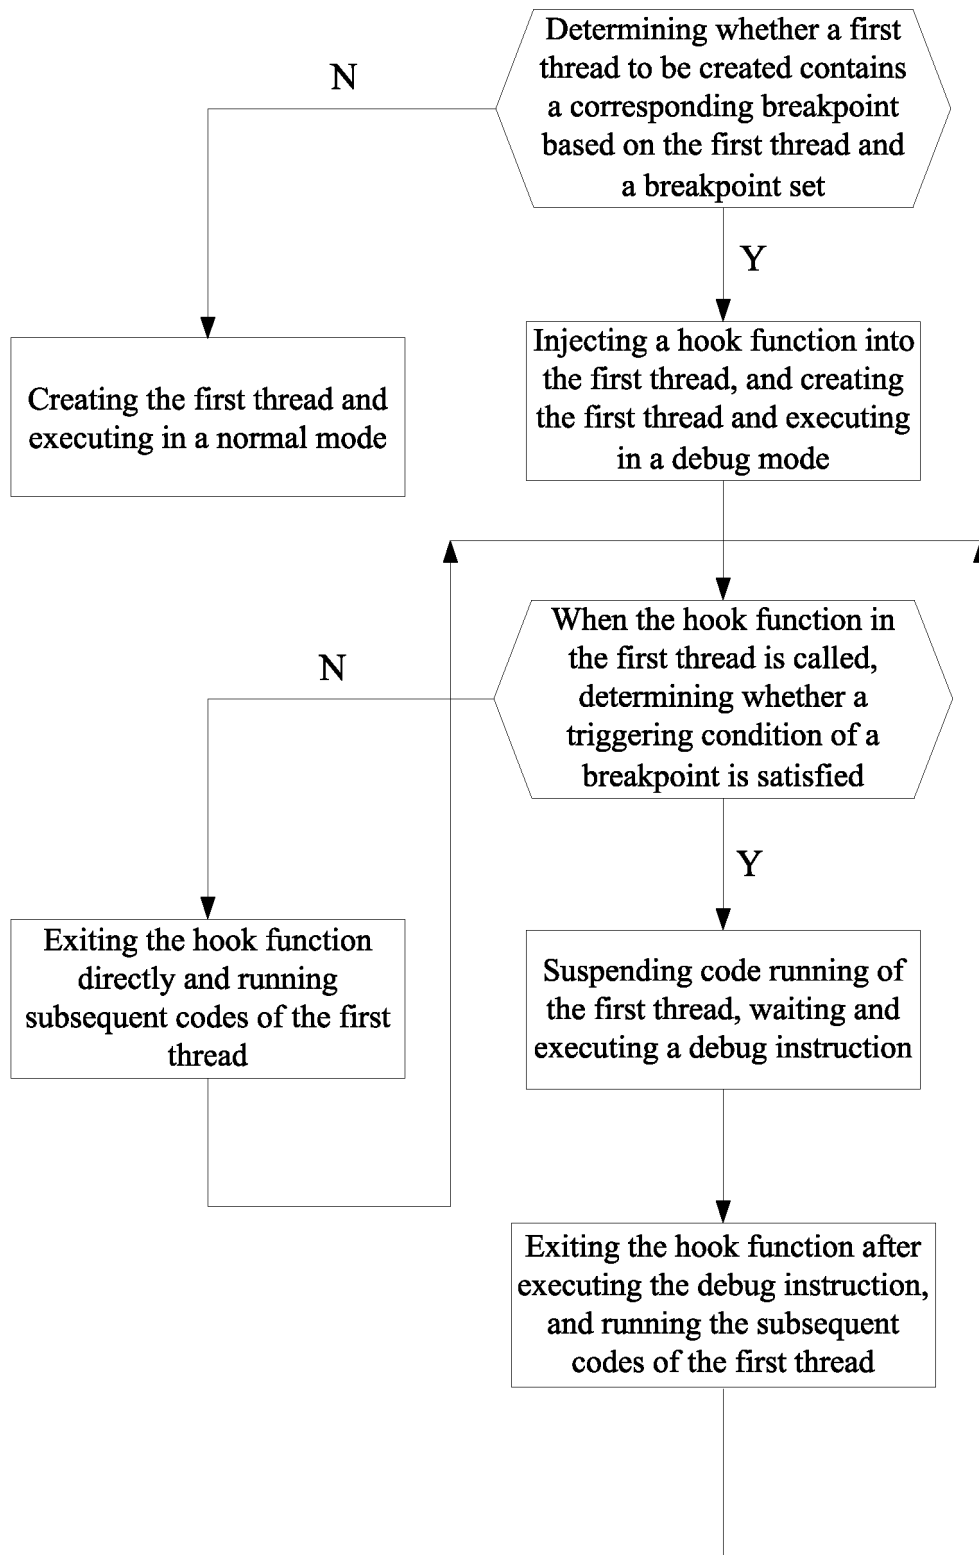 Determining whether a first
thread to be created contains
a corresponding breakpoint
based on the first thread and
a breakpoint set
N
Y
Creating the first thread and
executing in a normal mode
Injecting a hook function into
the first thread, and creating
the first thread and executing
in a debug mode
When the hook function in
the first thread is called,
determining whether a
triggering condition of a
breakpoint is satisfied
N
Y
Exiting the hook function
directly and running
subsequent codes of the first
thread
Suspending code running of
the first thread, waiting and
executing a debug instruction
Exiting the hook function after
executing the debug instruction,
and running the subsequent
codes of the first thread